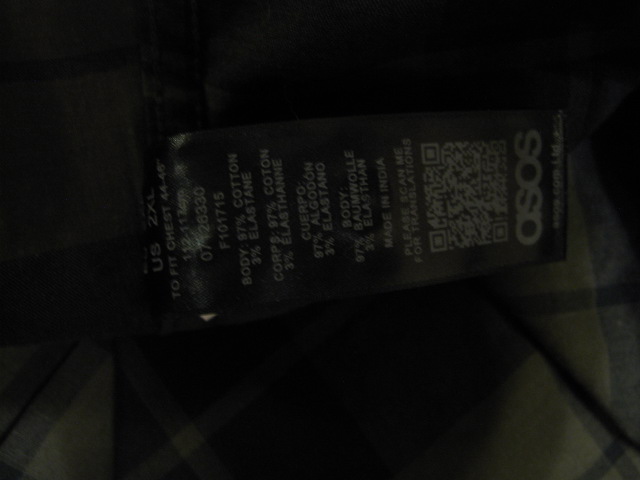 US 2XL
TO FIT CHEST 44-46"
F101715
BODY: 97% COTTON
3% ELASTANE
CORPS: 97% COTON
3% ELASTHANNE
CUERPO:
97% ALGODON
3% ELASTANO
BODY:
97% BAUMWOLLE
3% ELASTHAN
MADE IN INDIA
PLEASE SCAN ME
FOR TRANSLATIONS
asos